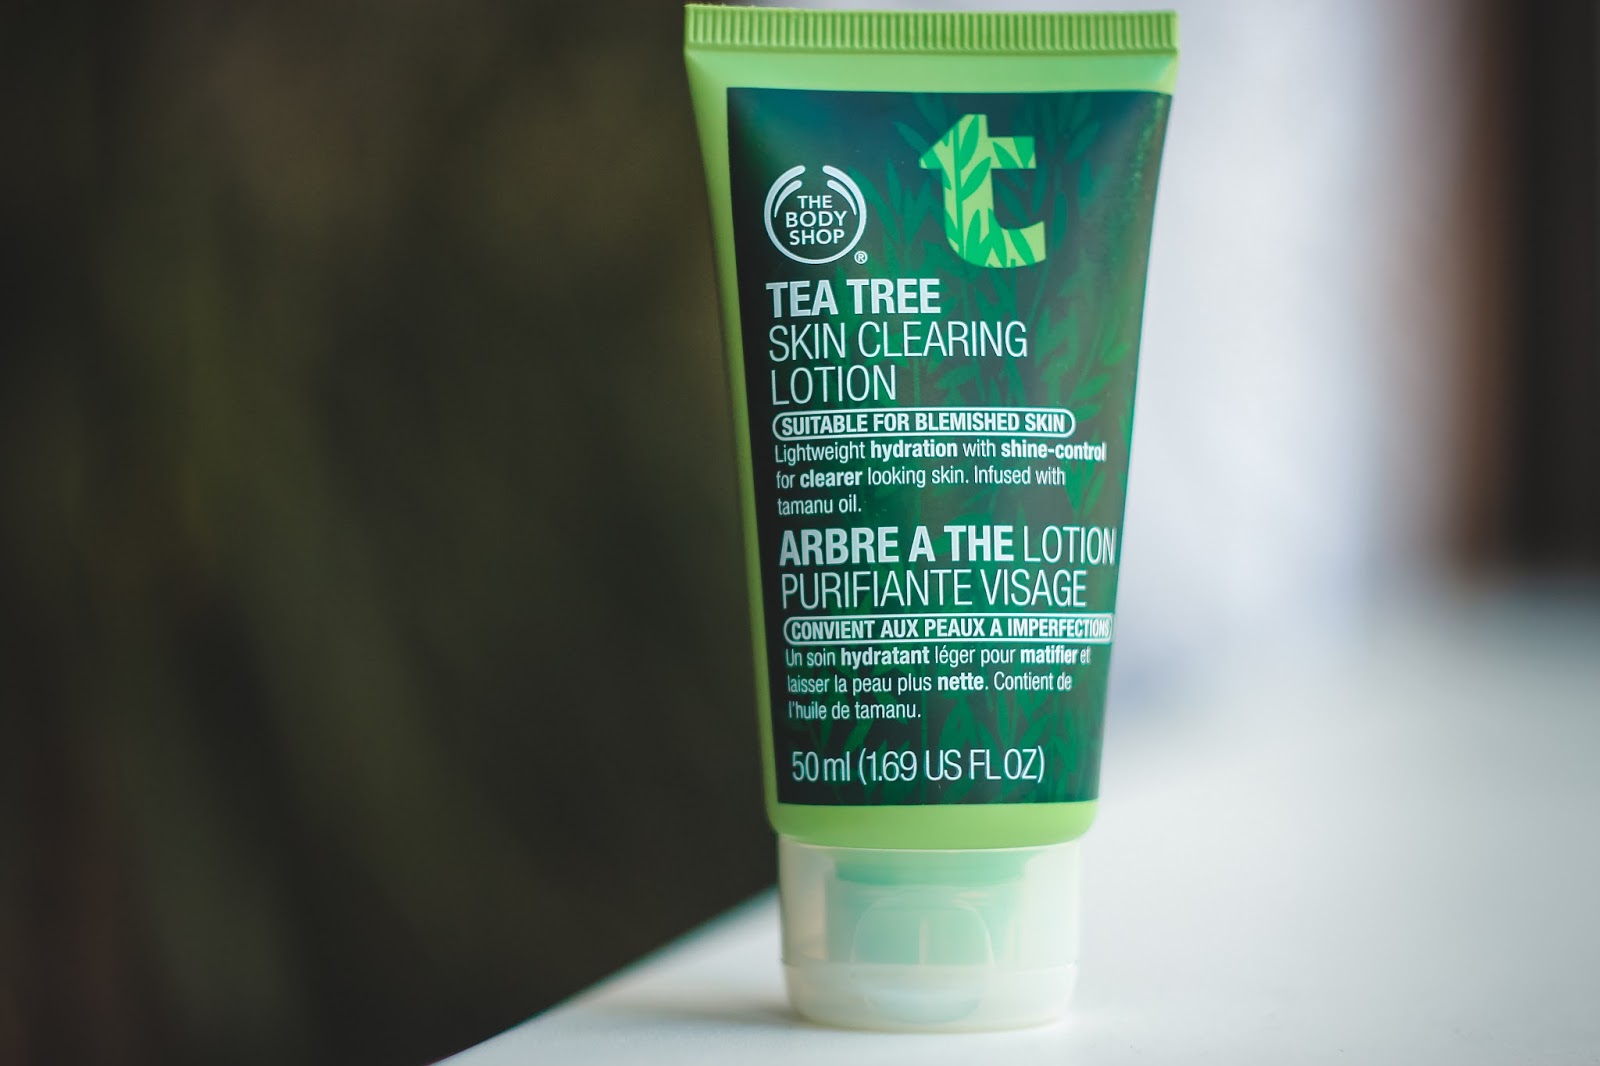 t
THE
BODY
SHOP
®
TEA TREE
SKIN CLEARING
LOTION
SUITABLE FOR BLEMISHED SKIN
Lightweight hydration with shine-control
for clearer looking skin. Infused with
tamanu oil.
ARBRE A THE LOTION
PURIFIANTE VISAGE
CONVIENT AUX PEAUX A IMPERFECTIONS
Un soin hydratant léger pour matifier et
laisser la peau plus nette. Contient de
l'huile de tamanu.
50 ml (1.69 US FL OZ)